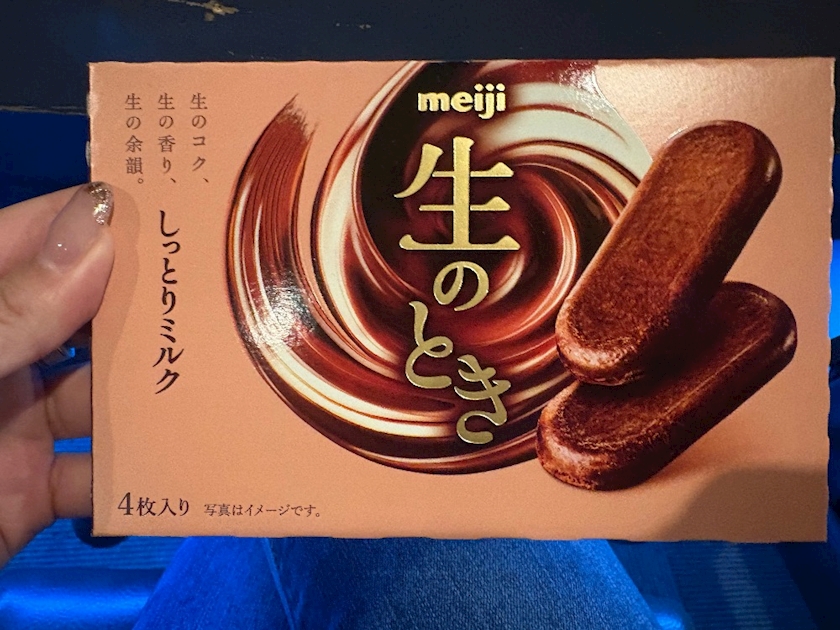 meiji
生のとき
生のコク、
生の香り、
生の余韻。
しっとりミルク
4枚入り 写真はイメージです。